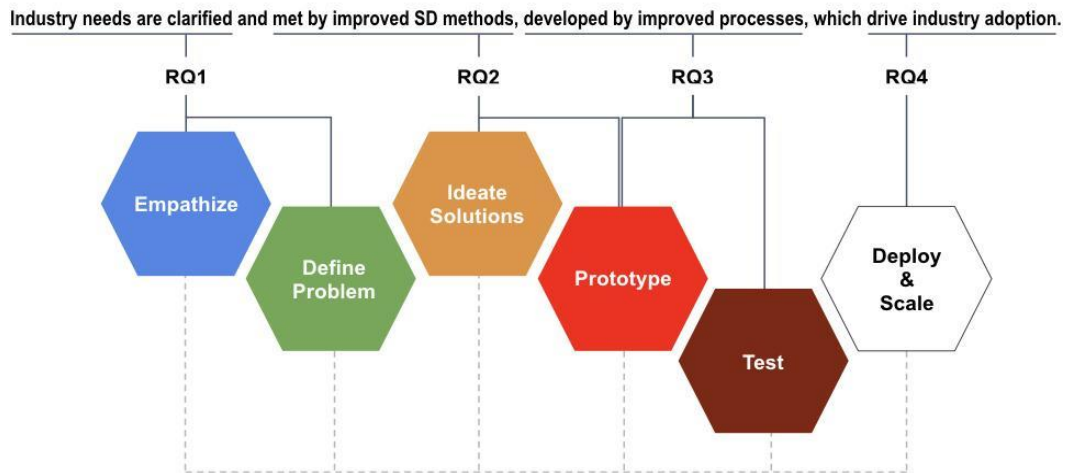 Industry needs are clarified and met by improved SD methods, developed by improved processes, which drive industry adoption.
RQ1
RQ2
RQ3
RQ4
Empathize
Define
Problem
Ideate
Solutions
Prototype
Test
Deploy
&
Scale